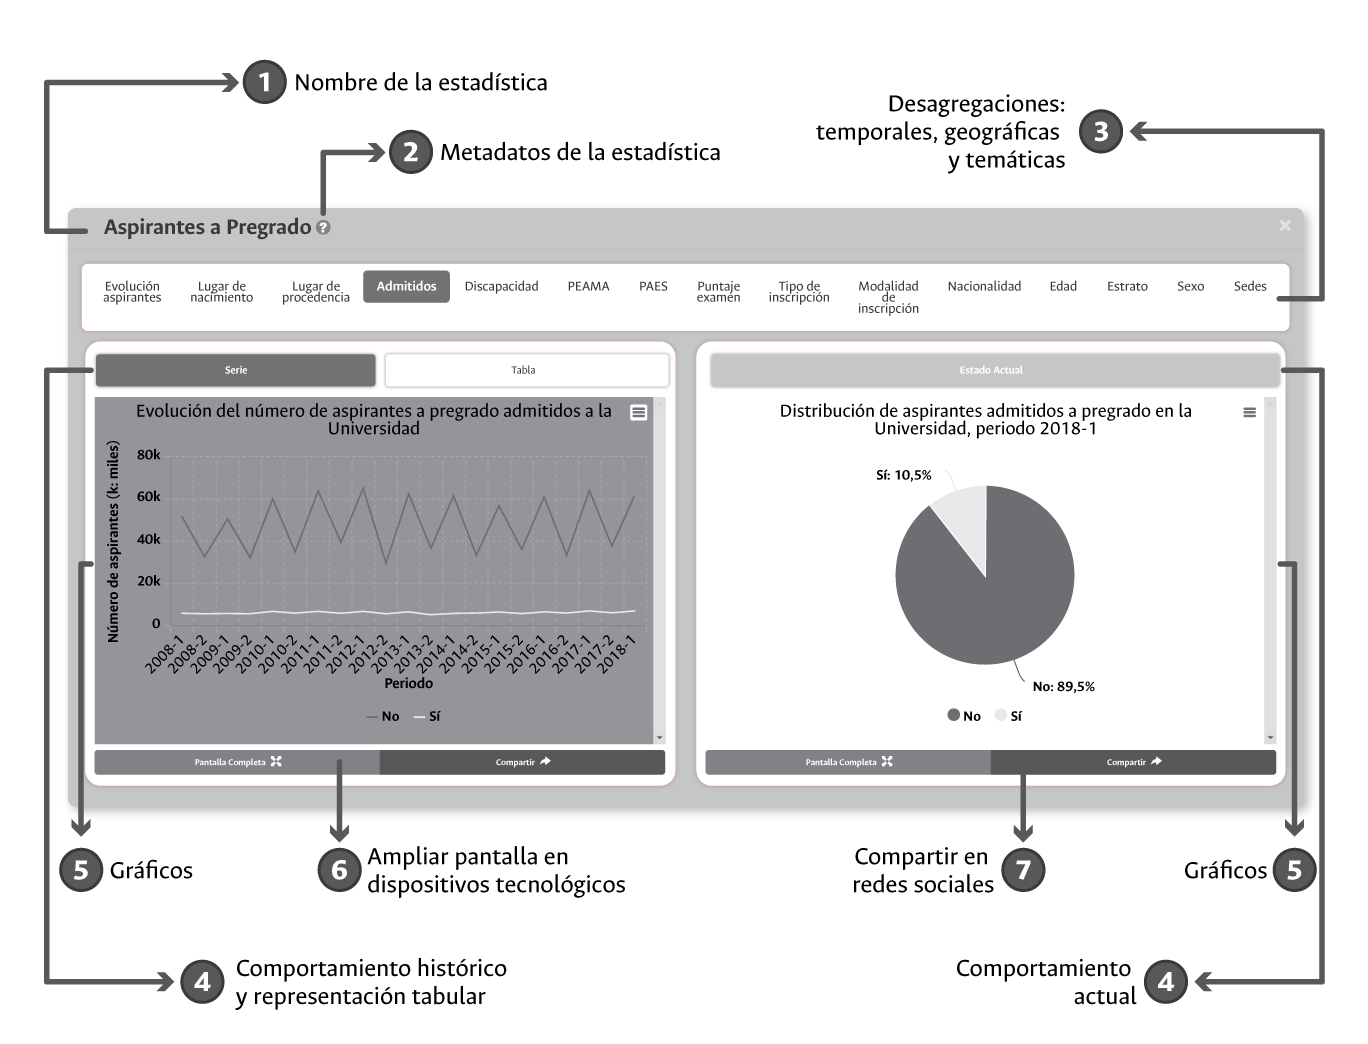 1 Nombre de la estadística
2 Metadatos de la estadística
Desagregaciones:
temporales, geográficas
y temáticas
3
Aspirantes a Pregrado ?
Evolución
aspirantes
Lugar de
nacimiento
Lugar de
procedencia
Admitidos
Discapacidad
PEAMA
PAES
Puntaje
examén
Tipo de
inscripción
Modalidad
de
inscripción
Nacionalidad
Edad
Estrato
Sexo
Sedes
Serie
Tabla
Evolución del número de aspirantes a pregrado admitidos a la
Universidad
Número de aspirantes (k: miles)
80k
60k
40k
20k
0
2008-1
2008-2
2009-1
2009-2
2010-1
2010-2
2011-1
2011-2
2012-1
2012-2
2013-1
2013-2
2014-1
2014-2
2015-1
2015-2
2016-1
2016-2
2017-1
2017-2
2018-1
Periodo
No Sí
Pantalla Completa
Compartir
Estado Actual
Distribución de aspirantes admitidos a pregrado en la
Universidad, periodo 2018-1
Sí: 10,5%
No: 89,5%
No Sí
Pantalla Completa
Compartir
5 Gráficos
6
Ampliar pantalla en
dispositivos tecnológicos
Compartir en
redes sociales
7
Gráficos 5
4
Comportamiento histórico
y representación tabular
Comportamiento
actual
4